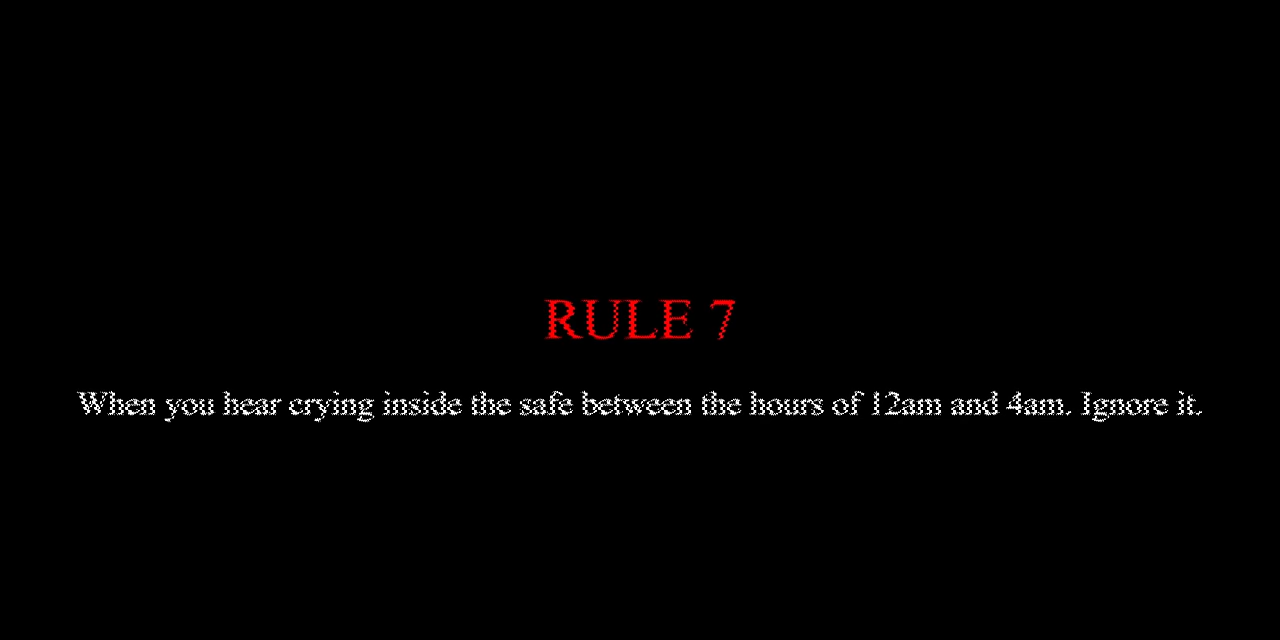 RULE 7
When you hear crying inside the safe between the hours of 12am and 4am. Ignore it.